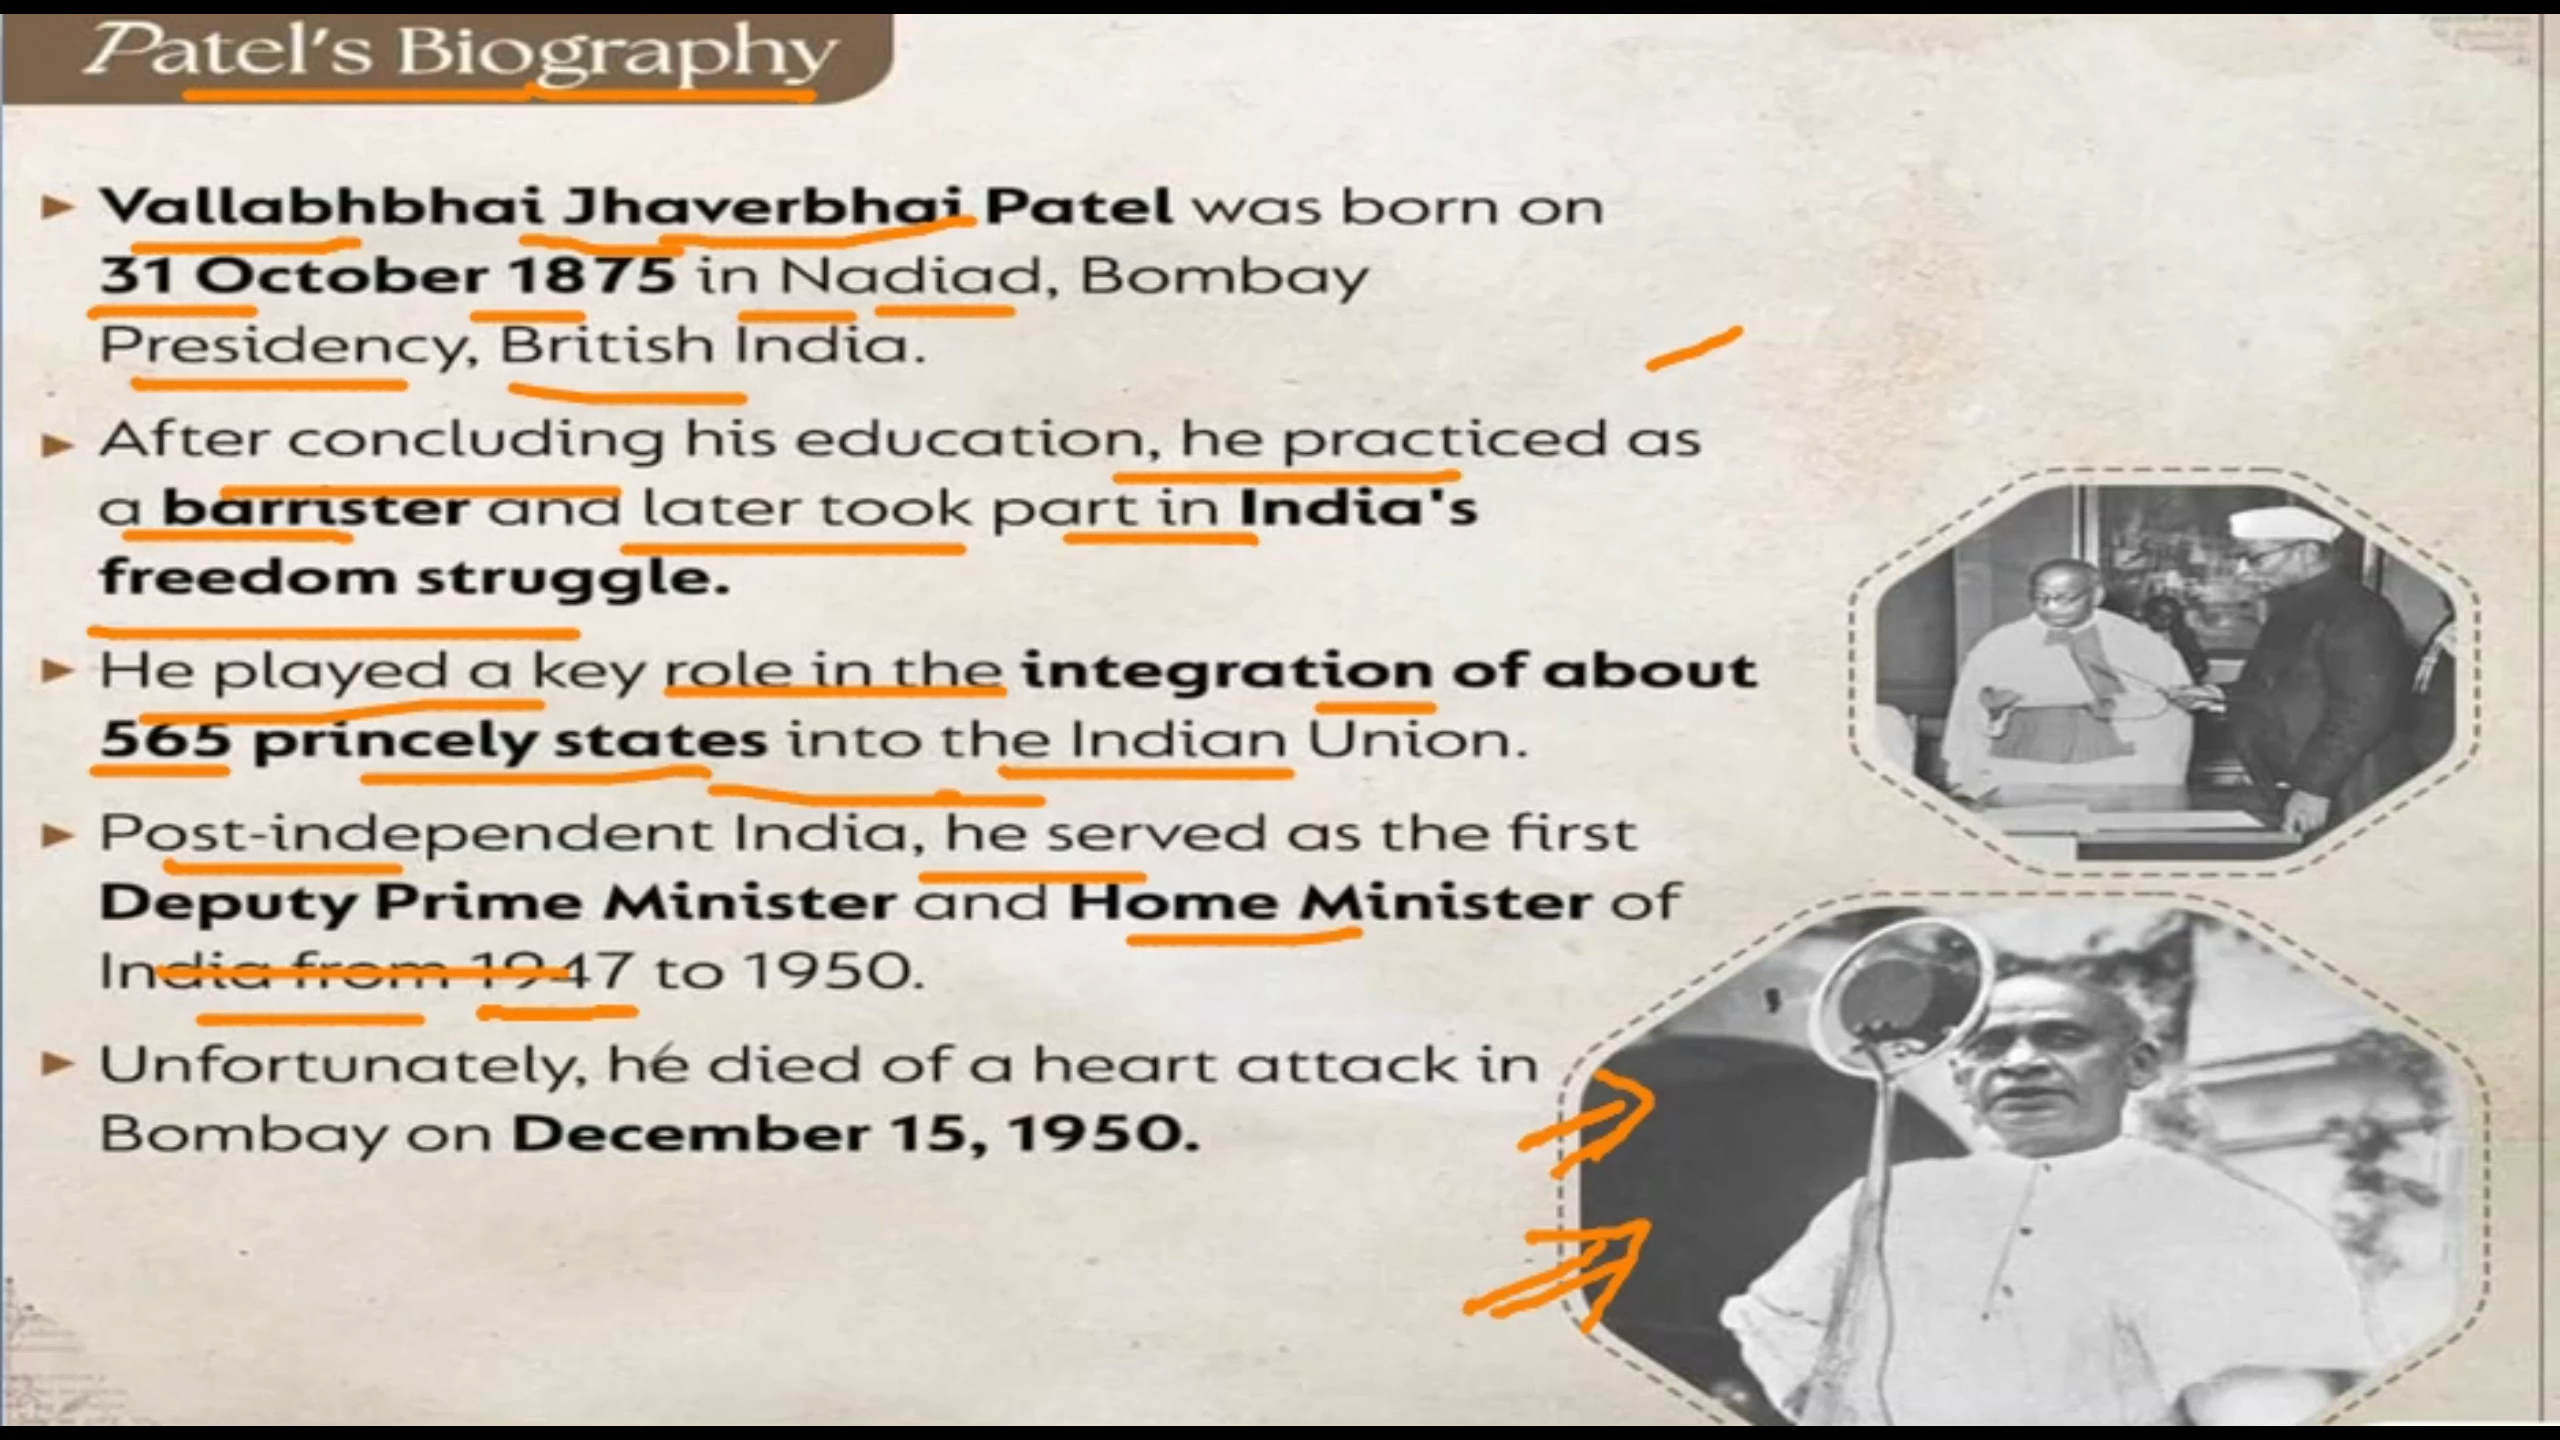 Patel's Biography
Vallabhbhai Jhaverbhai Patel was born on
31 October 1875 in Nadiad, Bombay
Presidency, British India.
After concluding his education, he practiced as
a barrister and later took part in India's
freedom struggle.
He played a key role in the integration of about
565 princely states into the Indian Union.
Post-independent India, he served as the first
Deputy Prime Minister and Home Minister of
India from 1947 to 1950.
Unfortunately, he died of a heart attack in
Bombay on December 15, 1950.